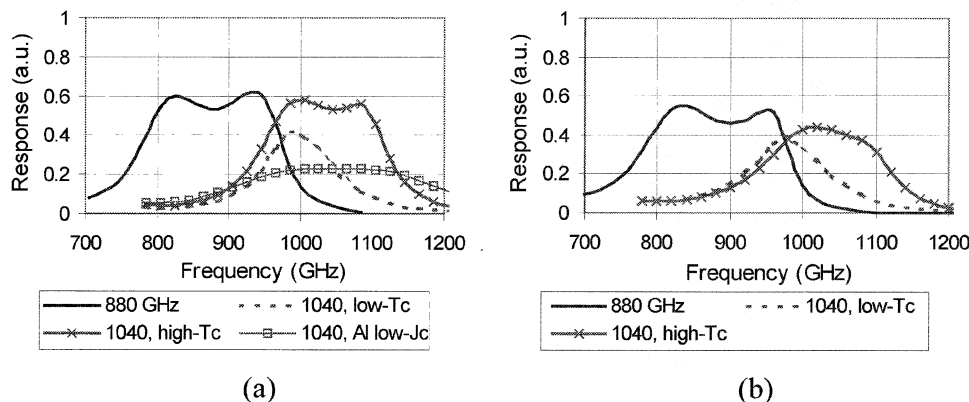 1
0.8
0.6
0.4
0.2
0
Response (a.u.)
700 800 900 1000 1100 1200
Frequency (GHz)
880 GHz 1040, low-Tc
1040, high-Tc 1040, Al low-Jc
(a)
1
0.8
0.6
0.4
0.2
0
Response (a.u.)
700 800 900 1000 1100 1200
Frequency (GHz)
880 GHz 1040, low-Tc
1040, high-Tc
(b)